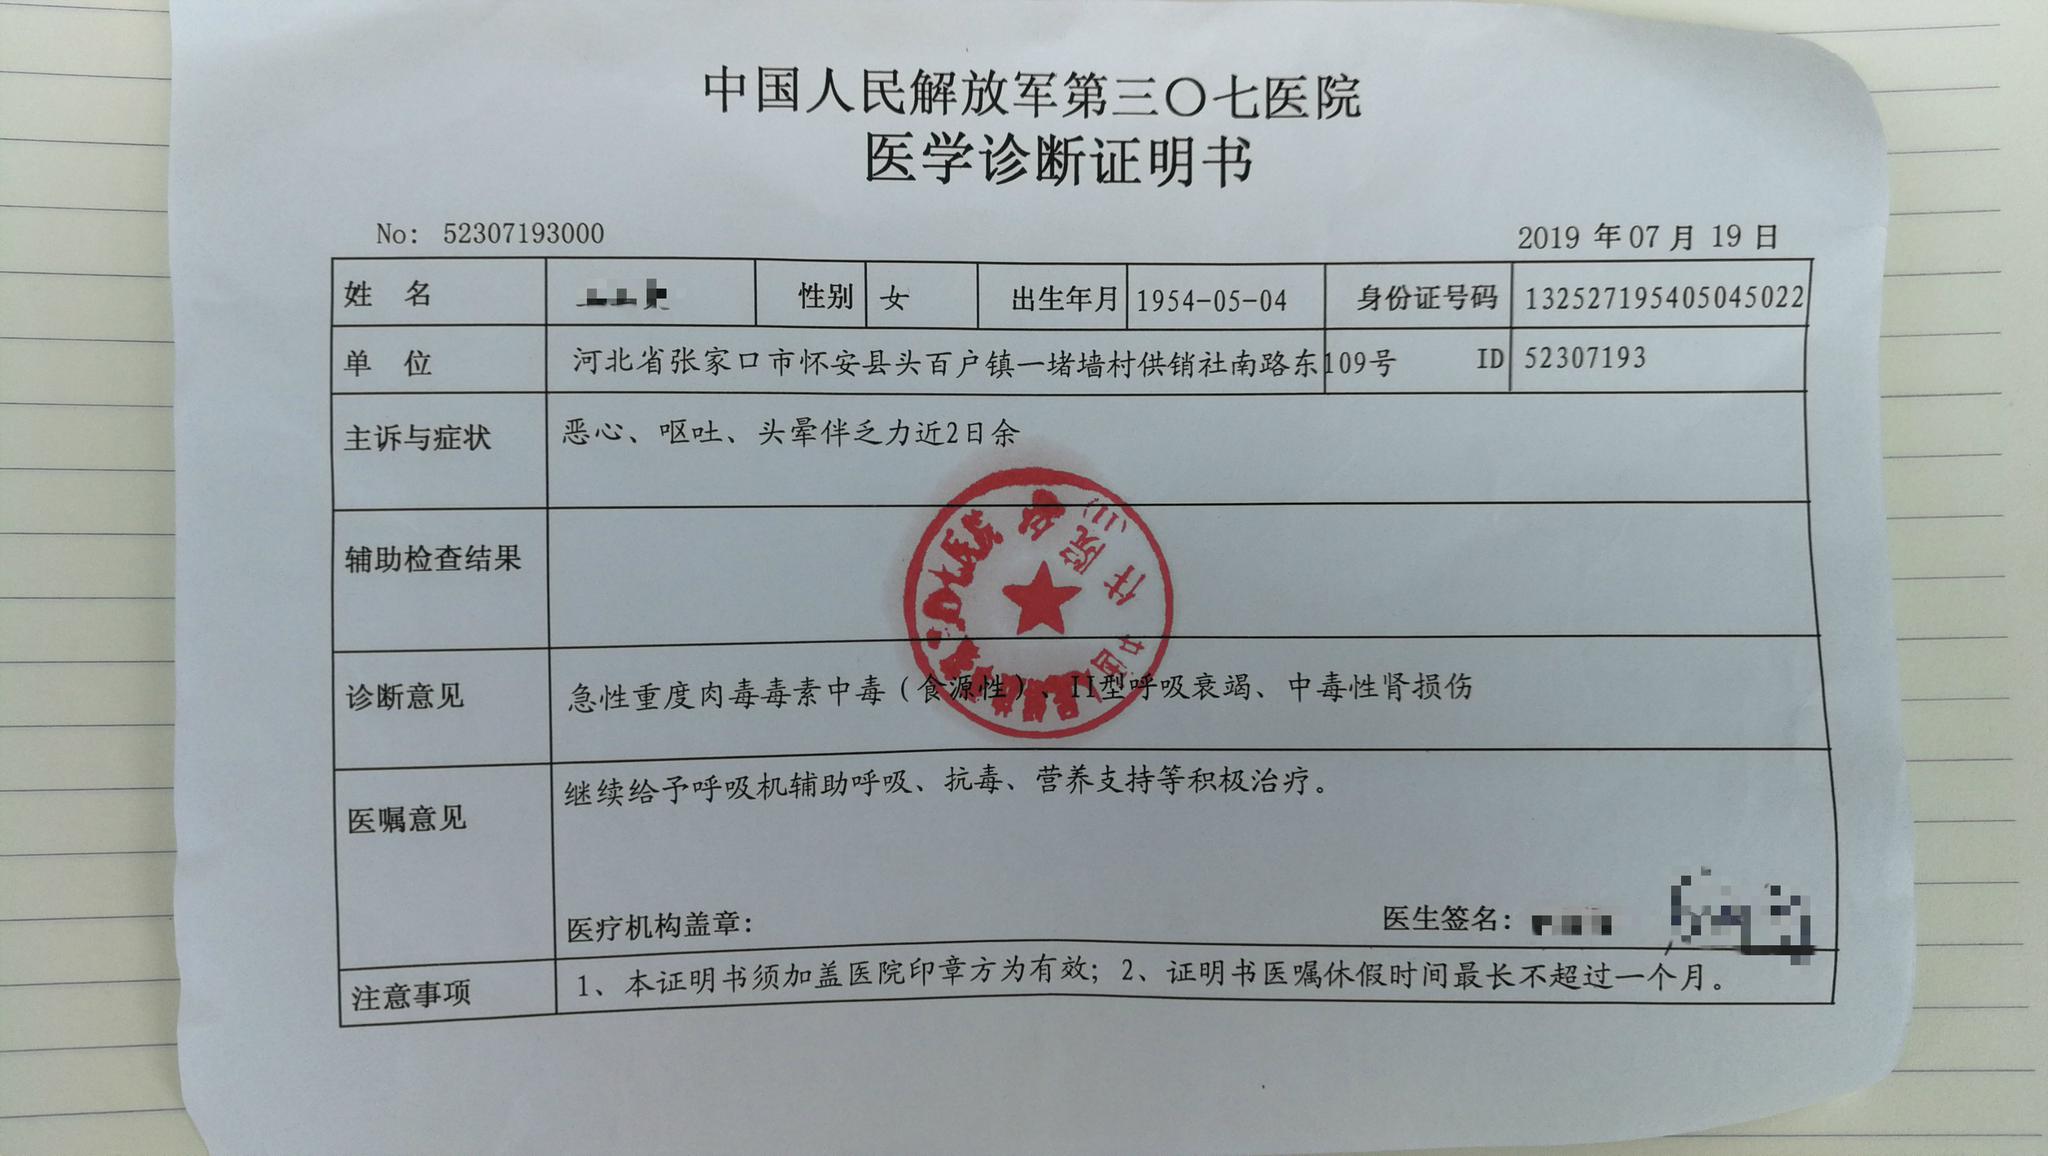 中国人民解放军第三〇七医院
医学诊断证明书
No: 52307193000 2019 年 07 月 19 日
姓 名 性别 女 出生年月 1954-05-04 身份证号码 132527195405045022
单 位 河北省张家口市怀安县头百户镇一堵墙村供销社南路东109号 ID 52307193
主诉与症状 恶心、呕吐、头晕伴乏力近2日余
辅助检查结果
诊断意见 急性重度肉毒毒素中毒（食源性）、II型呼吸衰竭、中毒性肾损伤
医嘱意见 继续给予呼吸机辅助呼吸、抗毒、营养支持等积极治疗。
医疗机构盖章： 医生签名：
注意事项 1、本证明书须加盖医院印章方为有效；2、证明书医嘱休假时间最长不超过一个月。